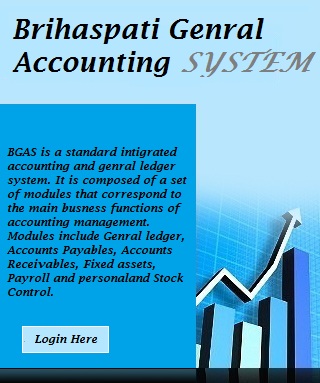 Brihaspati Genral
Accounting SYSTEM
BGAS is a standard intigrated
accounting and genral ledger
system. It is composed of a set
of modules that correspond to
the main busness functions of
accounting management.
Modules include Genral ledger,
Accounts Payables, Accounts
Receivables, Fixed assets,
Payroll and personaland Stock
Control.
Login Here